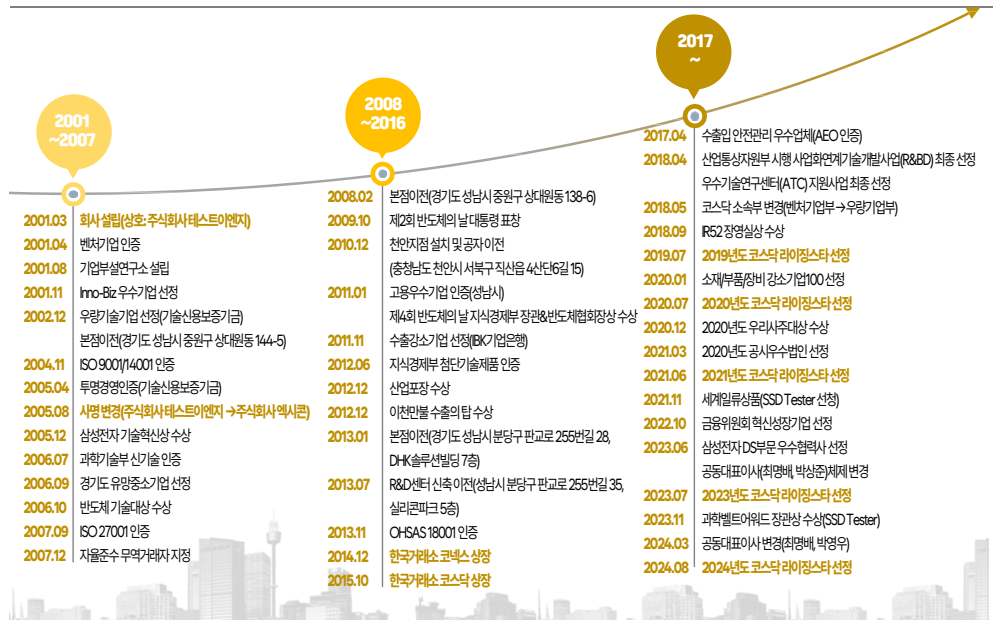 2001
~2007
2001.03 회사 설립(상호: 주식회사 테스트이엔지)
2001.04 벤처기업 인증
2001.08 기업부설연구소 설립
2001.11 Inno-Biz 우수기업 선정
2002.12 우량기술기업 선정(기술신용보증기금)
본점이전(경기도 성남시 중원구 상대원동 144-5)
2004.11 ISO 9001/14001 인증
2005.04 투명경영인증(기술신용보증기금)
2005.08 사명 변경(주식회사 테스트이엔지 → 주식회사 엑시콘)
2005.12 삼성전자 기술혁신상 수상
2006.07 과학기술부 신기술 인증
2006.09 경기도 유망중소기업 선정
2006.10 반도체 기술대상 수상
2007.09 ISO 27001 인증
2007.12 자율준수 무역거래자 지정
2008
~2016
2008.02 본점이전(경기도 성남시 중원구 상대원동 138-6)
2009.10 제2회 반도체의 날 대통령 표창
2010.12 천안지점 설치 및 공자 이전
(충청남도 천안시 서북구 직산읍 4산단6길 15)
2011.01 고용우수기업 인증(성남시)
제4회 반도체의 날 지식경제부 장관&반도체협회장상 수상
2011.11 수출강소기업 선정(IBK기업은행)
2012.06 지식경제부 첨단기술제품 인증
2012.12 산업포장 수상
2012.12 이천만불 수출의 탑 수상
2013.01 본점이전(경기도 성남시 분당구 판교로 255번길 28,
DHK솔루션빌딩 7층)
2013.07 R&D센터 신축 이전(성남시 분당구 판교로 255번길 35,
실리콘파크 5층)
2013.11 OHSAS 18001 인증
2014.12 한국거래소 코넥스 상장
2015.10 한국거래소 코스닥 상장
2017
~
2017.04 수출입 안전관리 우수업체(AEO 인증)
2018.04 산업통상자원부 시행 사업화연계기술개발사업(R&BD) 최종 선정
우수기술연구센터(ATC) 지원사업 최종 선정
2018.05 코스닥 소속부 변경(벤처기업부 → 우량기업부)
2018.09 IR52 장영실상 수상
2019.07 2019년도 코스닥 라이징스타 선정
2020.01 소재/부품/장비 강소기업100 선정
2020.07 2020년도 코스닥 라이징스타 선정
2020.12 2020년도 우리사주대상 수상
2021.03 2020년도 공시우수법인 선정
2021.06 2021년도 코스닥 라이징스타 선정
2021.11 세계일류상품(SSD Tester 선청)
2022.10 금융위원회 혁신성장기업 선정
2023.06 삼성전자 DS부문 우수협력사 선정
공동대표이사(최명배, 박상준)체제 변경
2023.07 2023년도 코스닥 라이징스타 선정
2023.11 과학벨트어워드 장관상 수상(SSD Tester)
2024.03 공동대표이사 변경(최명배, 박영우)
2024.08 2024년도 코스닥 라이징스타 선정